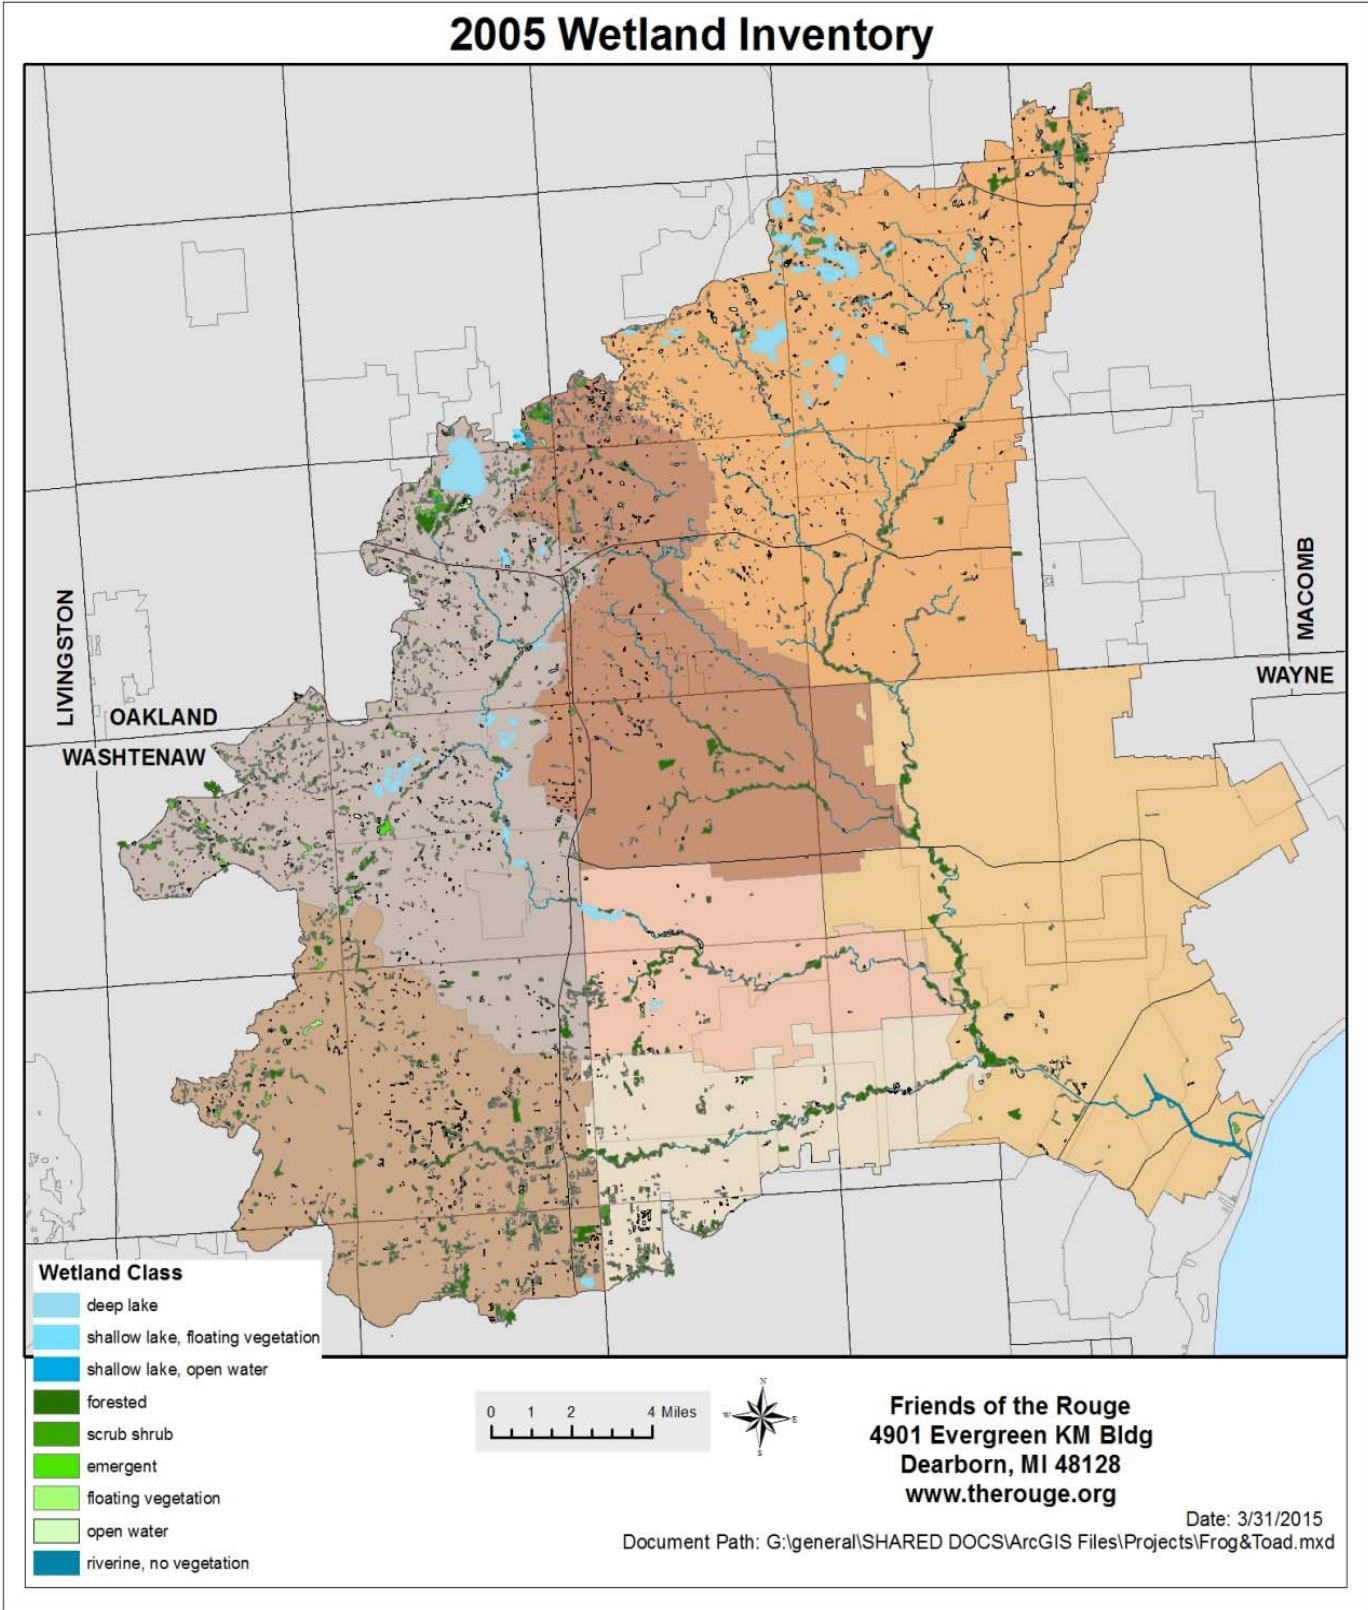 2005 Wetland Inventory
LIVINGSTON
OAKLAND
WASHTENAW
MACOMB
WAYNE
Wetland Class
deep lake
shallow lake, floating vegetation
shallow lake, open water
forested
scrub shrub
emergent
floating vegetation
open water
riverine, no vegetation
0 1 2 4 Miles
N
W E
S
Friends of the Rouge
4901 Evergreen KM Bldg
Dearborn, MI 48128
www.therouge.org
Date: 3/31/2015
Document Path: G:\general\SHARED DOCS\ArcGIS Files\Projects\Frog&Toad.mxd